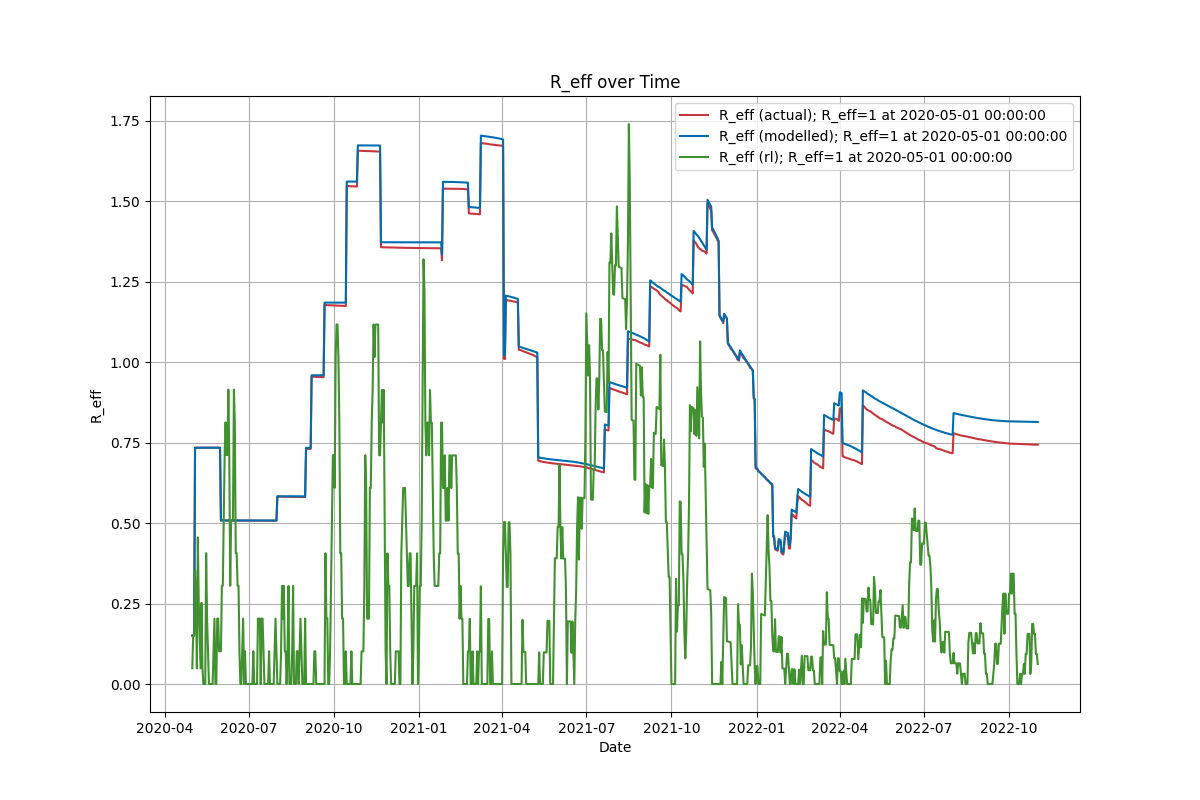 R_eff over Time
R_eff (actual); R_eff=1 at 2020-05-01 00:00:00
R_eff (modelled); R_eff=1 at 2020-05-01 00:00:00
R_eff (rl); R_eff=1 at 2020-05-01 00:00:00
R_eff
1.75
1.50
1.25
1.00
0.75
0.50
0.25
0.00
2020-04 2020-07 2020-10 2021-01 2021-04 2021-07 2021-10 2022-01 2022-04 2022-07 2022-10
Date